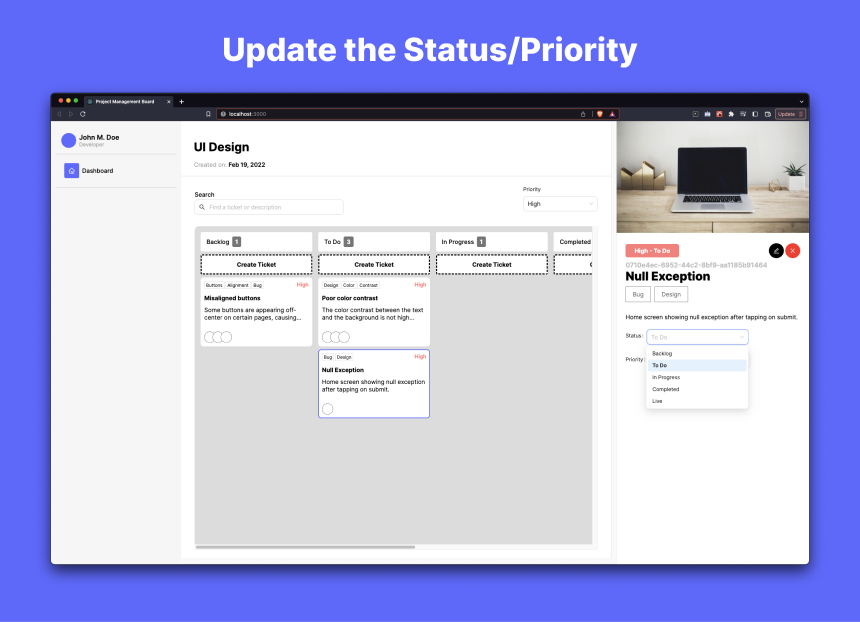 Update the Status/Priority
Project Management Board
localhost:3000
Update
John M. Doe
Developer
Dashboard
UI Design
Created on: Feb 19, 2022
Search
Find a ticket or description
Priority
High
Backlog 1
Create Ticket
Buttons Alignment Bug High
Misaligned buttons
Some buttons are appearing off-
center on certain pages, causing...
To Do 3
Create Ticket
Design Color Contrast High
Poor color contrast
The color contrast between the text
and the background is not high...
Bug Design High
Null Exception
Home screen showing null exception
after tapping on submit.
In Progress 1
Create Ticket
Completed
High - To Do
0710e4ec-6952-44c2-8bf9-aa1185b91464
Null Exception
Bug Design
Home screen showing null exception after tapping on submit.
Status: To Do
Backlog
To Do
In Progress
Completed
Live
Priority: